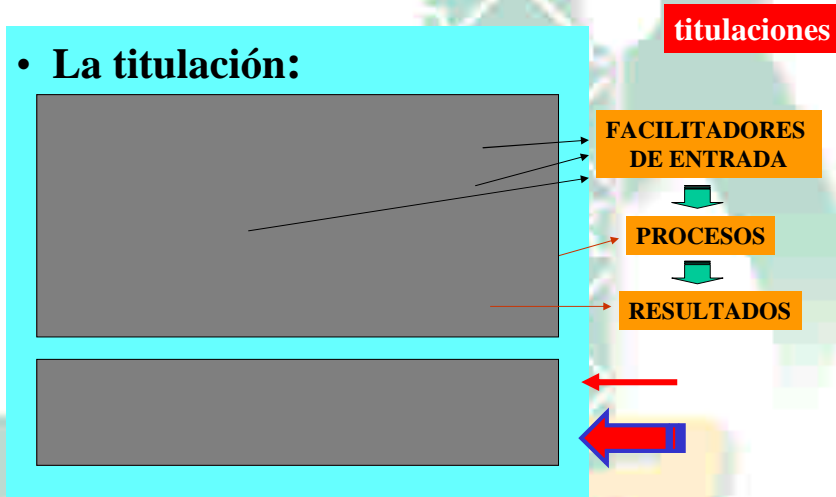 titulaciones
• La titulación:
FACILITADORES
DE ENTRADA
PROCESOS
RESULTADOS